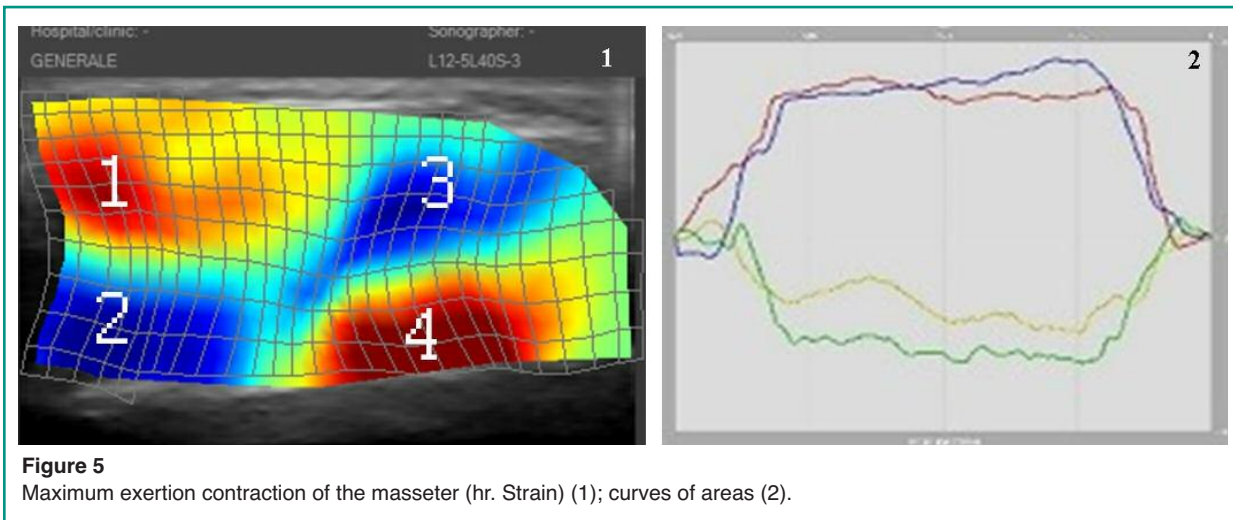 Hospital/clinic: -
Sonographer: -
GENERALE
L12-5L40S-3
1
2
1
3
2
4
Figure 5
Maximum exertion contraction of the masseter (hr. Strain) (1); curves of areas (2).